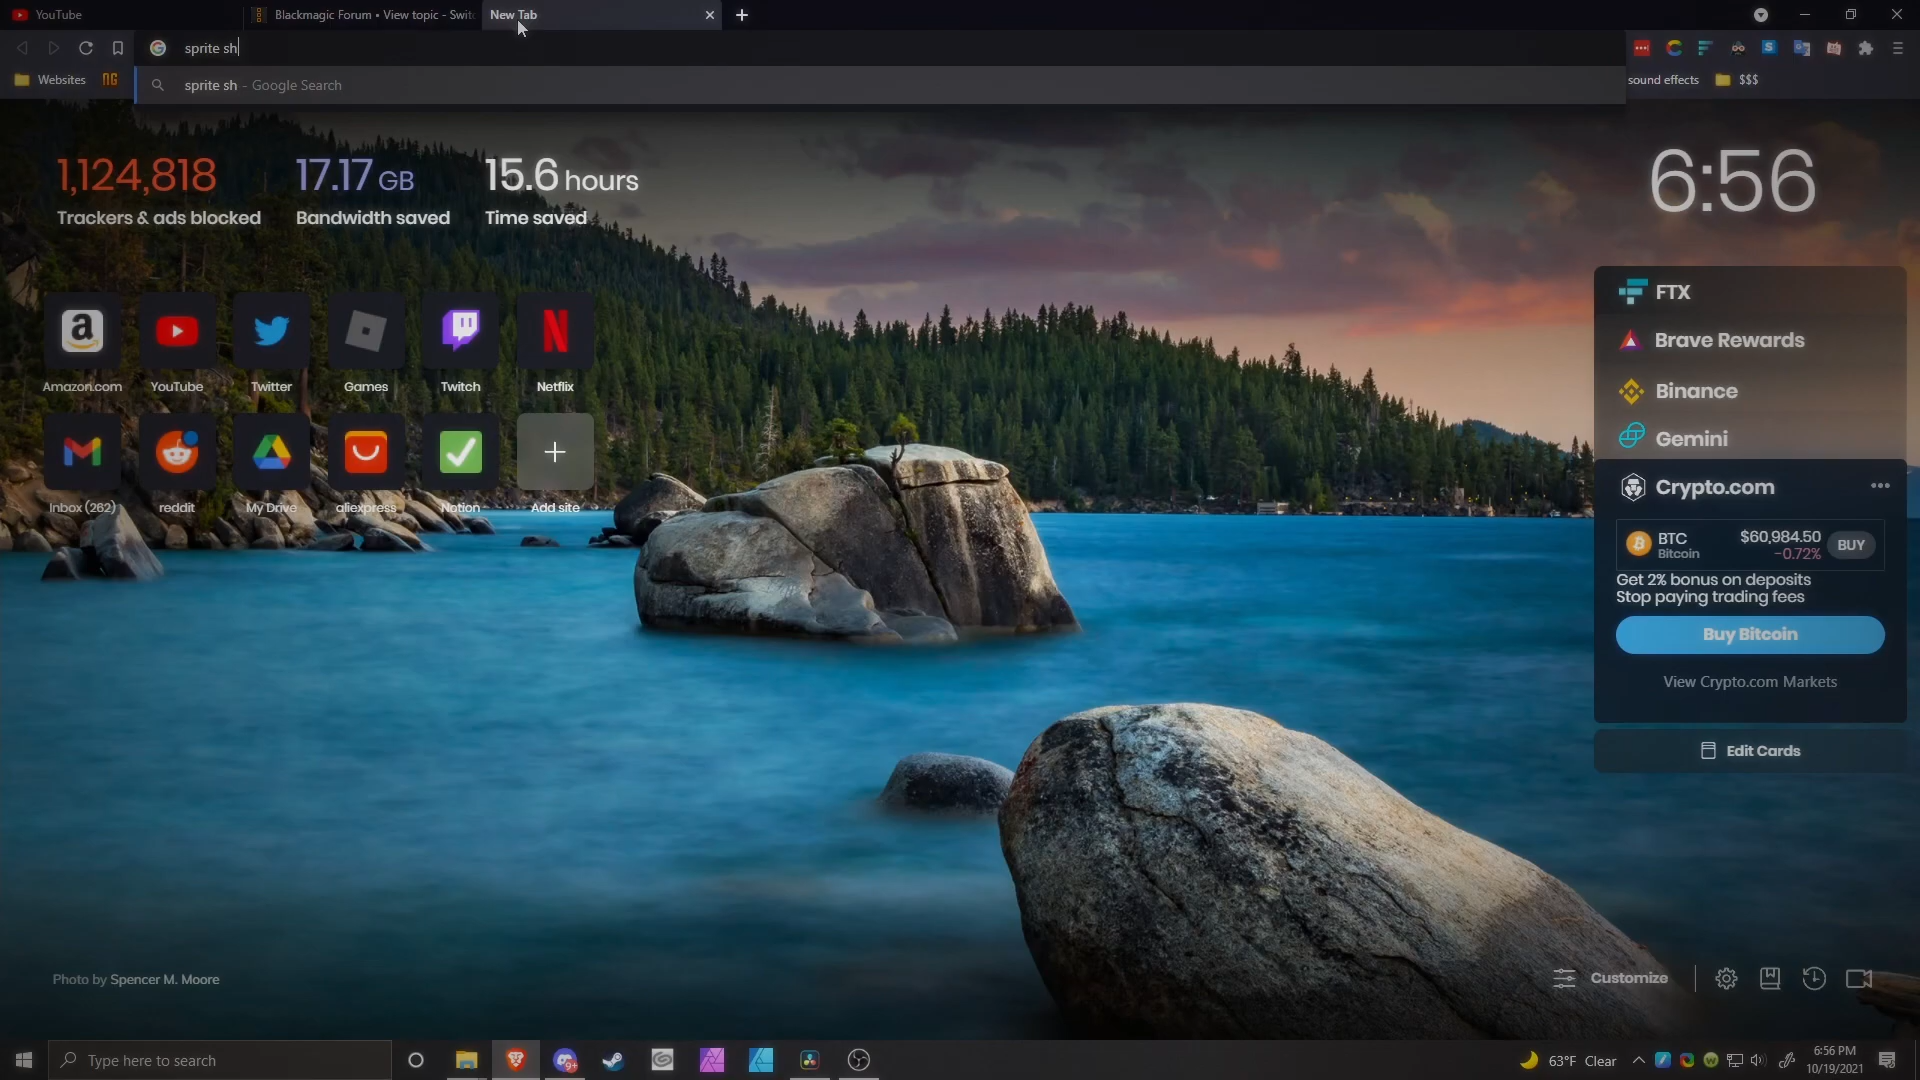 YouTube
Blackmagic Forum • View topic - Swit
New Tab
sprite sh
sprite sh - Google Search
Websites
NG
sound effects
$$$
1,124,818
Trackers & ads blocked
17.17 GB
Bandwidth saved
15.6 hours
Time saved
6:56
Amazon.com
YouTube
Twitter
Games
Twitch
Netflix
Inbox (262)
reddit
My Drive
aliexpress
Notion
Add site
FTX
Brave Rewards
Binance
Gemini
Crypto.com
BTC
Bitcoin
$60,984.50
-0.72%
BUY
Get 2% bonus on deposits
Stop paying trading fees
Buy Bitcoin
View Crypto.com Markets
Edit Cards
Photo by Spencer M. Moore
Customize
Type here to search
9+
63°F Clear
6:56 PM
10/19/2021